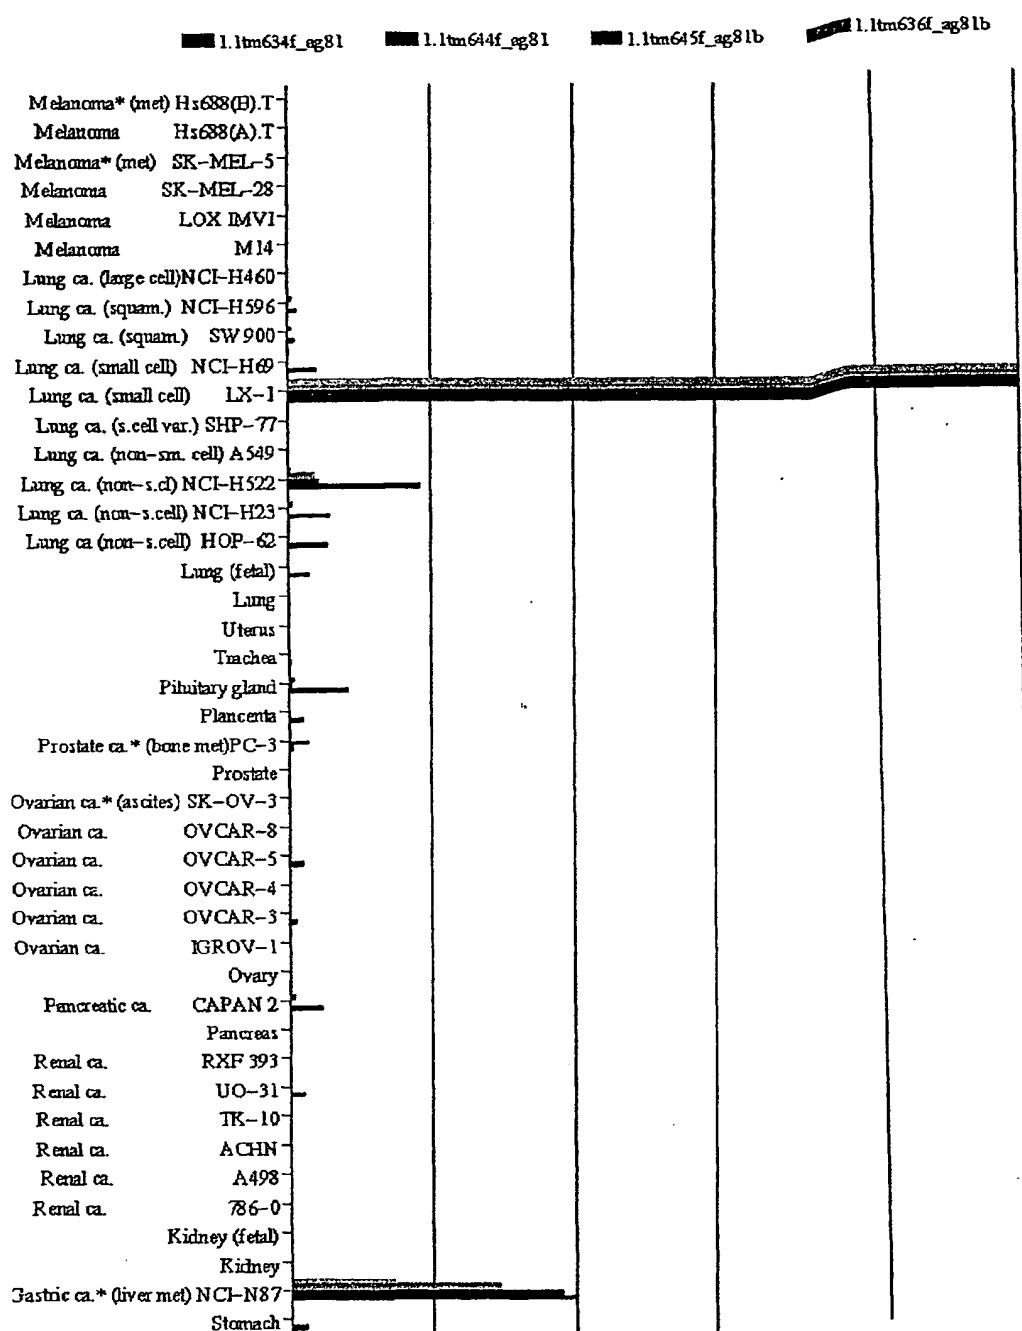 1.1tm634f_ag81 1.1tm644f_ag81 1.1tm645f_ag81b 1.1tm636f_ag81b
Melanoma* (met) Hs688(B).T
Melanoma Hs688(A).T
Melanoma* (met) SK-MEL-5
Melanoma SK-MEL-28
Melanoma LOX IMVI
Melanoma M14
Lung ca. (large cell)NCI-H460
Lung ca. (squam.) NCI-H596
Lung ca. (squam.) SW 900
Lung ca. (small cell) NCI-H69
Lung ca. (small cell) LX-1
Lung ca. (s.cell var.) SHP-77
Lung ca. (non-sm. cell) A549
Lung ca. (non-s.cl) NCI-H522
Lung ca. (non-s.cell) NCI-H23
Lung ca (non-s.cell) HOP-62
Lung (fetal)
Lung
Uterus
Trachea
Pituitary gland
Plancenta
Prostate ca.* (bone met)PC-3
Prostate
Ovarian ca.* (ascites) SK-OV-3
Ovarian ca. OVCAR-8
Ovarian ca. OVCAR-5
Ovarian ca. OVCAR-4
Ovarian ca. OVCAR-3
Ovarian ca. IGROV-1
Ovary
Pancreatic ca. CAPAN 2
Pancreas
Renal ca. RXF 393
Renal ca. UO-31
Renal ca. TK-10
Renal ca. ACHN
Renal ca. A498
Renal ca. 786-0
Kidney (fetal)
Kidney
Gastric ca.* (liver met) NCI-N87
Stomach